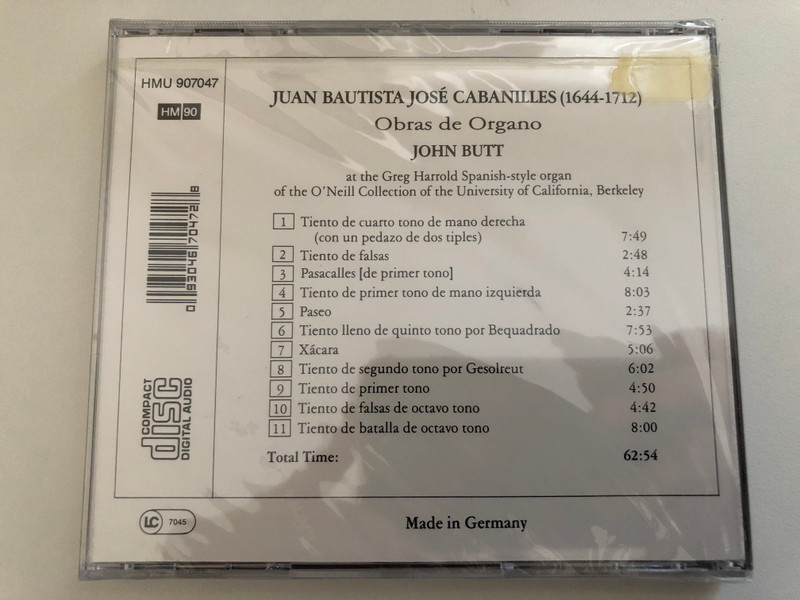 HMU 907047
HM 90
JUAN BAUTISTA JOSÉ CABANILLES (1644-1712)
Obras de Organo
JOHN BUTT
at the Greg Harrold Spanish-style organ
of the O'Neill Collection of the University of California, Berkeley
1 Tiento de cuarto tono de mano derecha
(con un pedazo de dos tiples) 7:49
2 Tiento de falsas 2:48
3 Pasacalles [de primer tono] 4:14
4 Tiento de primer tono de mano izquierda 8:03
5 Paseo 2:37
6 Tiento lleno de quinto tono por Bequadrado 7:53
7 Xácara 5:06
8 Tiento de segundo tono por Gesolreut 6:02
9 Tiento de primer tono 4:50
10 Tiento de falsas de octavo tono 4:42
11 Tiento de batalla de octavo tono 8:00
Total Time: 62:54
0 93046 70472 8
COMPACT
disc
DIGITAL AUDIO
LC 7045
Made in Germany